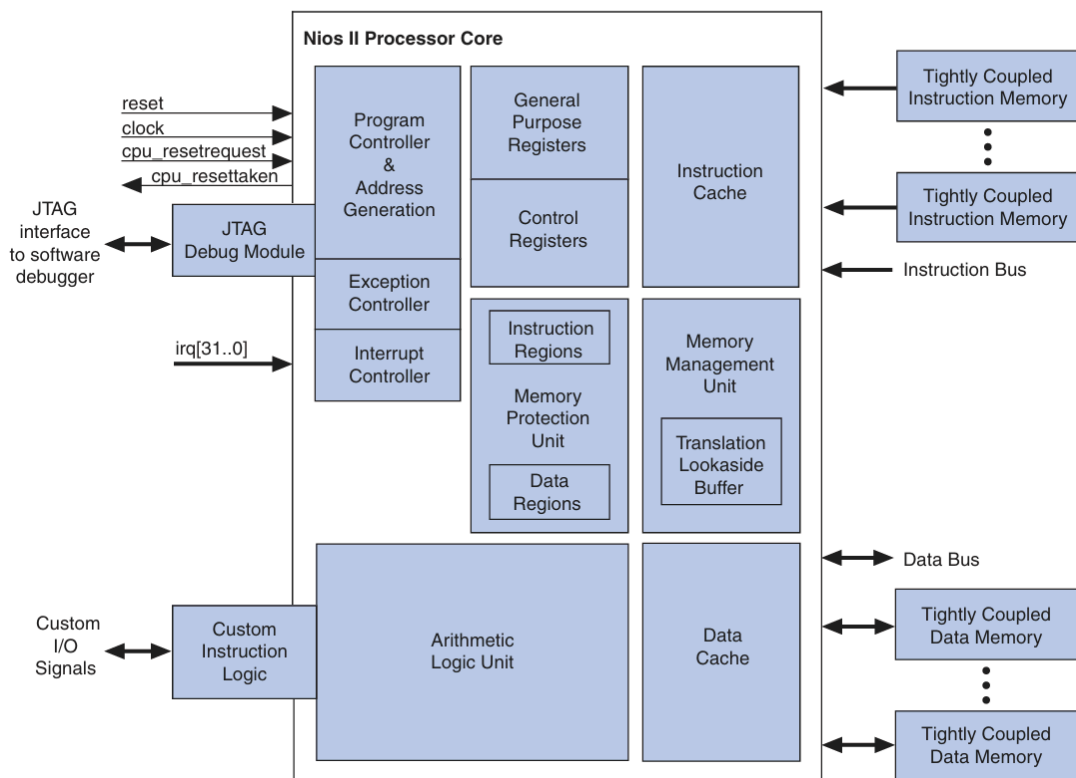 Nios II Processor Core
reset
clock
cpu_resetrequest
cpu_resettaken
JTAG
interface
to software
debugger
JTAG
Debug Module
irq[31..0]
Custom
I/O
Signals
Custom
Instruction
Logic
Program
Controller
&
Address
Generation
Exception
Controller
Interrupt
Controller
General
Purpose
Registers
Control
Registers
Instruction
Cache
Instruction
Regions
Memory
Protection
Unit
Data
Regions
Memory
Management
Unit
Translation
Lookaside
Buffer
Arithmetic
Logic Unit
Data
Cache
Tightly Coupled
Instruction Memory
Tightly Coupled
Instruction Memory
Instruction Bus
Data Bus
Tightly Coupled
Data Memory
Tightly Coupled
Data Memory